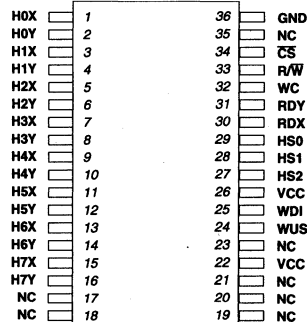 H0X 1 36 GND
H0Y 2 35 NC
H1X 3 34 C̅S̅
H1Y 4 33 R/W̅
H2X 5 32 WC
H2Y 6 31 RDY
H3X 7 30 RDX
H3Y 8 29 HS0
H4X 9 28 HS1
H4Y 10 27 HS2
H5X 11 26 VCC
H5Y 12 25 WDI
H6X 13 24 WUS
H6Y 14 23 NC
H7X 15 22 VCC
H7Y 16 21 NC
NC 17 20 NC
NC 18 19 NC